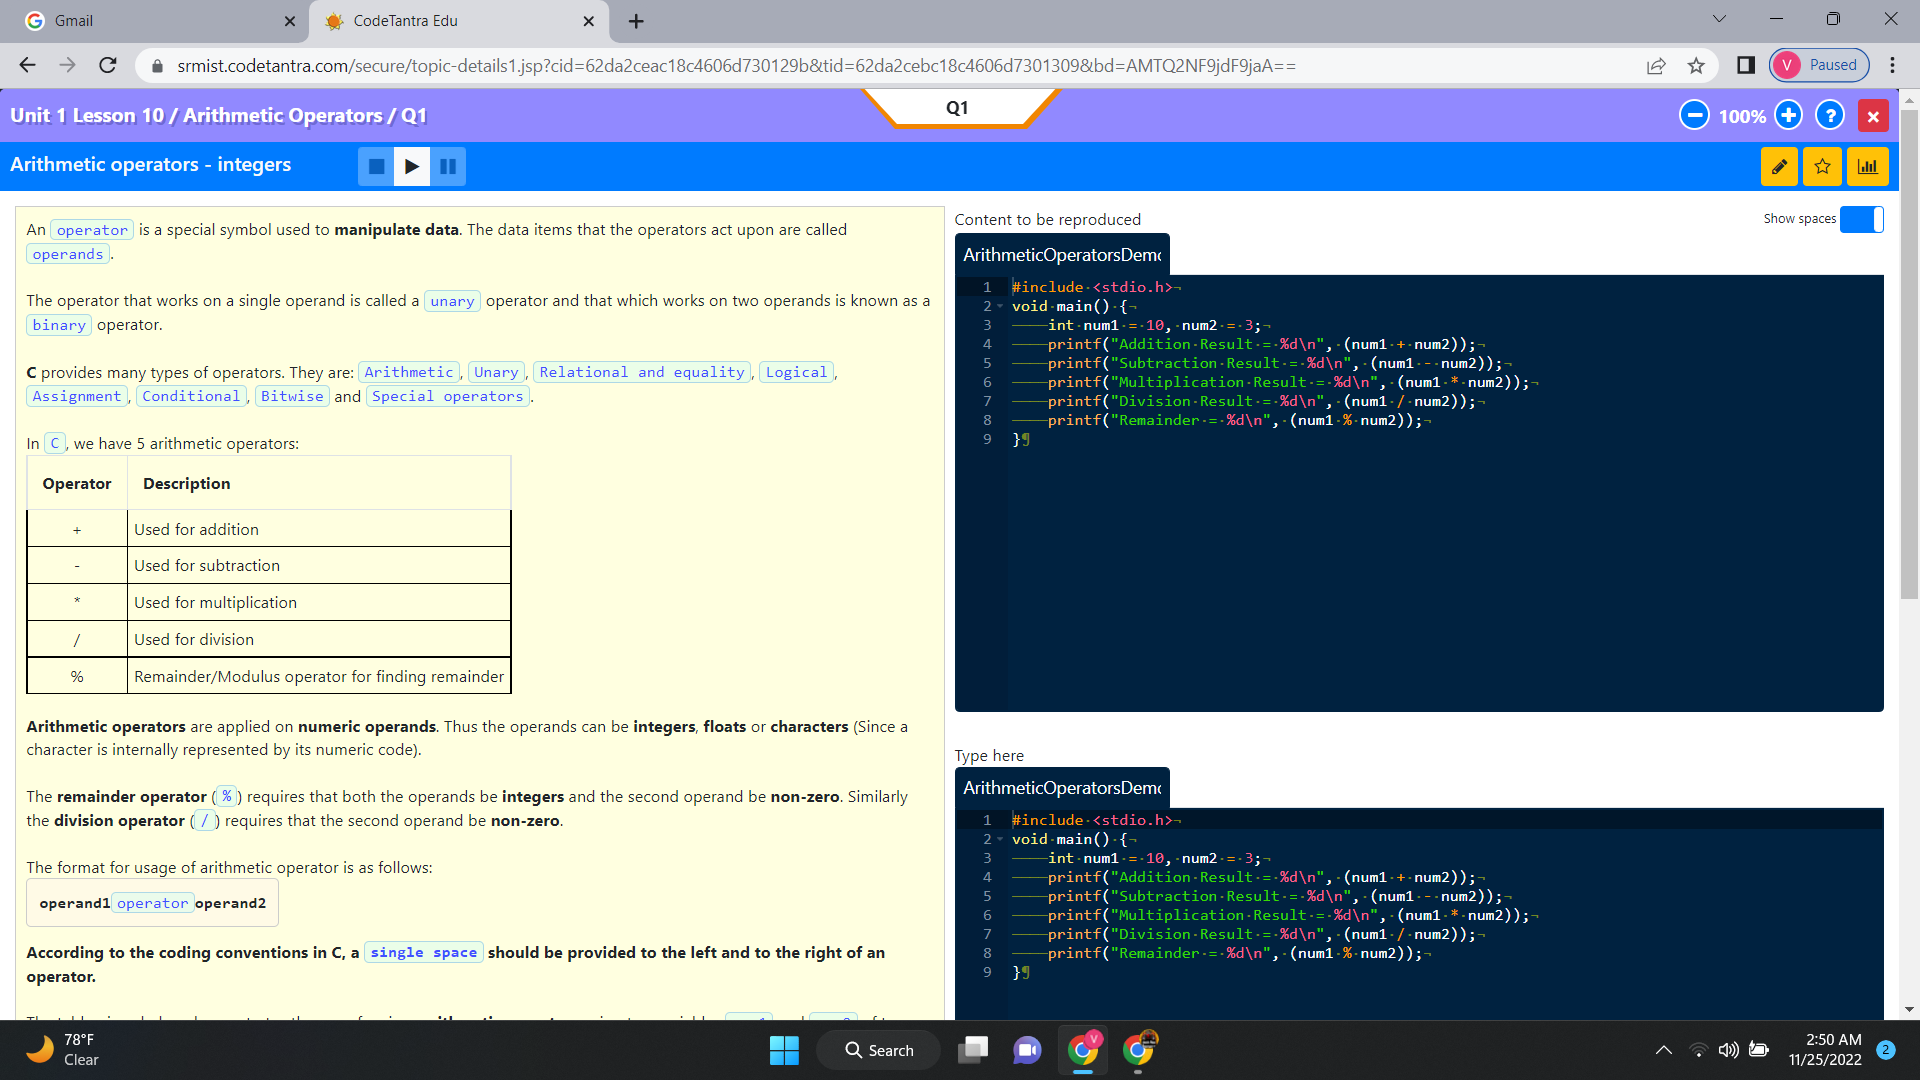 Gmail
CodeTantra Edu
srmist.codetantra.com/secure/topic-details1.jsp?cid=62da2ceac18c4606d730129b&tid=62da2cebc18c4606d7301309&bd=AMTQ2NF9jdF9jaA==
V Paused
Unit 1 Lesson 10 / Arithmetic Operators / Q1
Q1
100%
?
Arithmetic operators - integers
An operator is a special symbol used to manipulate data. The data items that the operators act upon are called
operands.
The operator that works on a single operand is called a unary operator and that which works on two operands is known as a
binary operator.
C provides many types of operators. They are: Arithmetic, Unary, Relational and equality, Logical,
Assignment, Conditional, Bitwise and Special operators.
In C, we have 5 arithmetic operators:
Operator Description
+ Used for addition
- Used for subtraction
* Used for multiplication
/ Used for division
% Remainder/Modulus operator for finding remainder
Arithmetic operators are applied on numeric operands. Thus the operands can be integers, floats or characters (Since a
character is internally represented by its numeric code).
The remainder operator (%) requires that both the operands be integers and the second operand be non-zero. Similarly
the division operator (/) requires that the second operand be non-zero.
The format for usage of arithmetic operator is as follows:
operand1 operator operand2
According to the coding conventions in C, a single space should be provided to the left and to the right of an
operator.
Content to be reproduced
Show spaces
ArithmeticOperatorsDemo
1 #include <stdio.h>
2 void main() {
3 int num1 = 10, num2 = 3;
4 printf("Addition Result = %d\n", (num1 + num2));
5 printf("Subtraction Result = %d\n", (num1 - num2));
6 printf("Multiplication Result = %d\n", (num1 * num2));
7 printf("Division Result = %d\n", (num1 / num2));
8 printf("Remainder = %d\n", (num1 % num2));
9 }¶
Type here
ArithmeticOperatorsDemo
1 #include <stdio.h>
2 void main() {
3 int num1 = 10, num2 = 3;
4 printf("Addition Result = %d\n", (num1 + num2));
5 printf("Subtraction Result = %d\n", (num1 - num2));
6 printf("Multiplication Result = %d\n", (num1 * num2));
7 printf("Division Result = %d\n", (num1 / num2));
8 printf("Remainder = %d\n", (num1 % num2));
9 }¶
78°F
Clear
Search
V
2:50 AM
11/25/2022
2